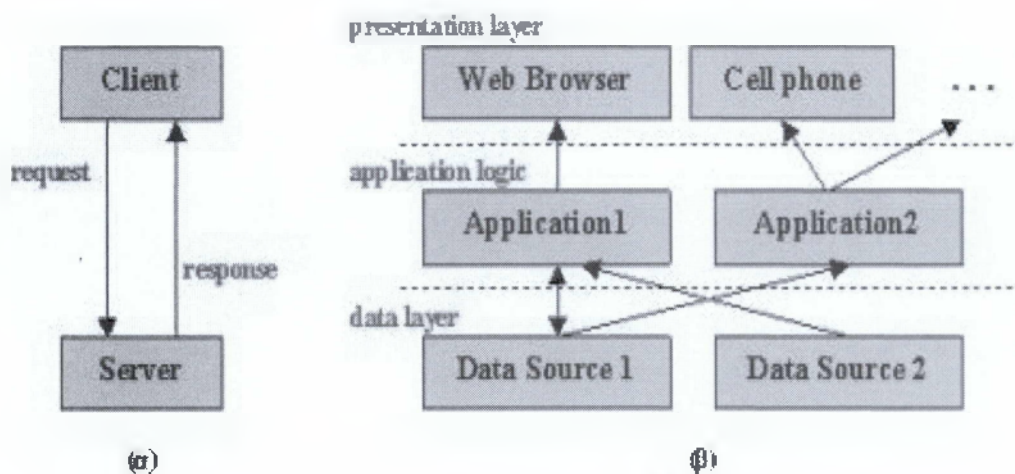 Client
request
response
Server
(α)
presentation layer
Web Browser
Cell phone
...
application logic
Application1
Application2
data layer
Data Source 1
Data Source 2
(β)